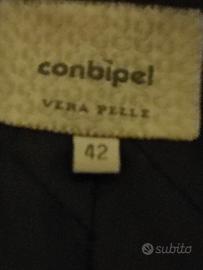 conbipel
VERA PELLE
42
subito